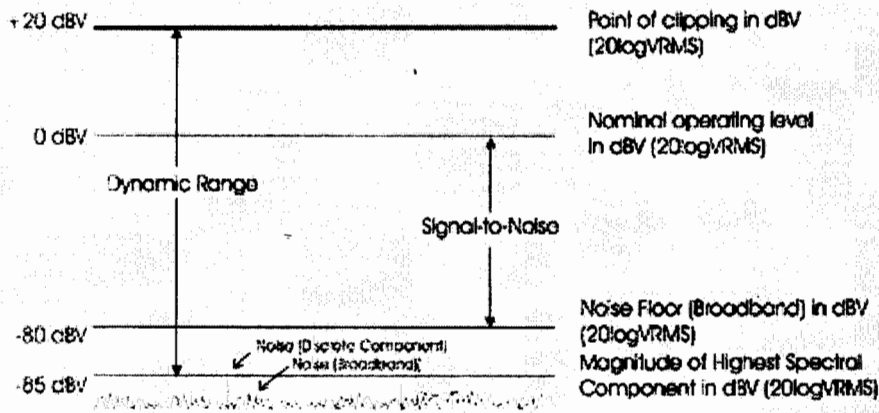 +20 dBV
Point of clipping in dBV
(20logVRMS)
0 dBV
Nominal operating level
in dBV (20logVRMS)
Dynamic Range
Signal-to-Noise
-80 dBV
Noise Floor (Broadband) in dBV
(20logVRMS)
Noise (Discrete Component)
Noise (Broadband)
-85 dBV
Magnitude of Highest Spectral
Component in dBV (20logVRMS)